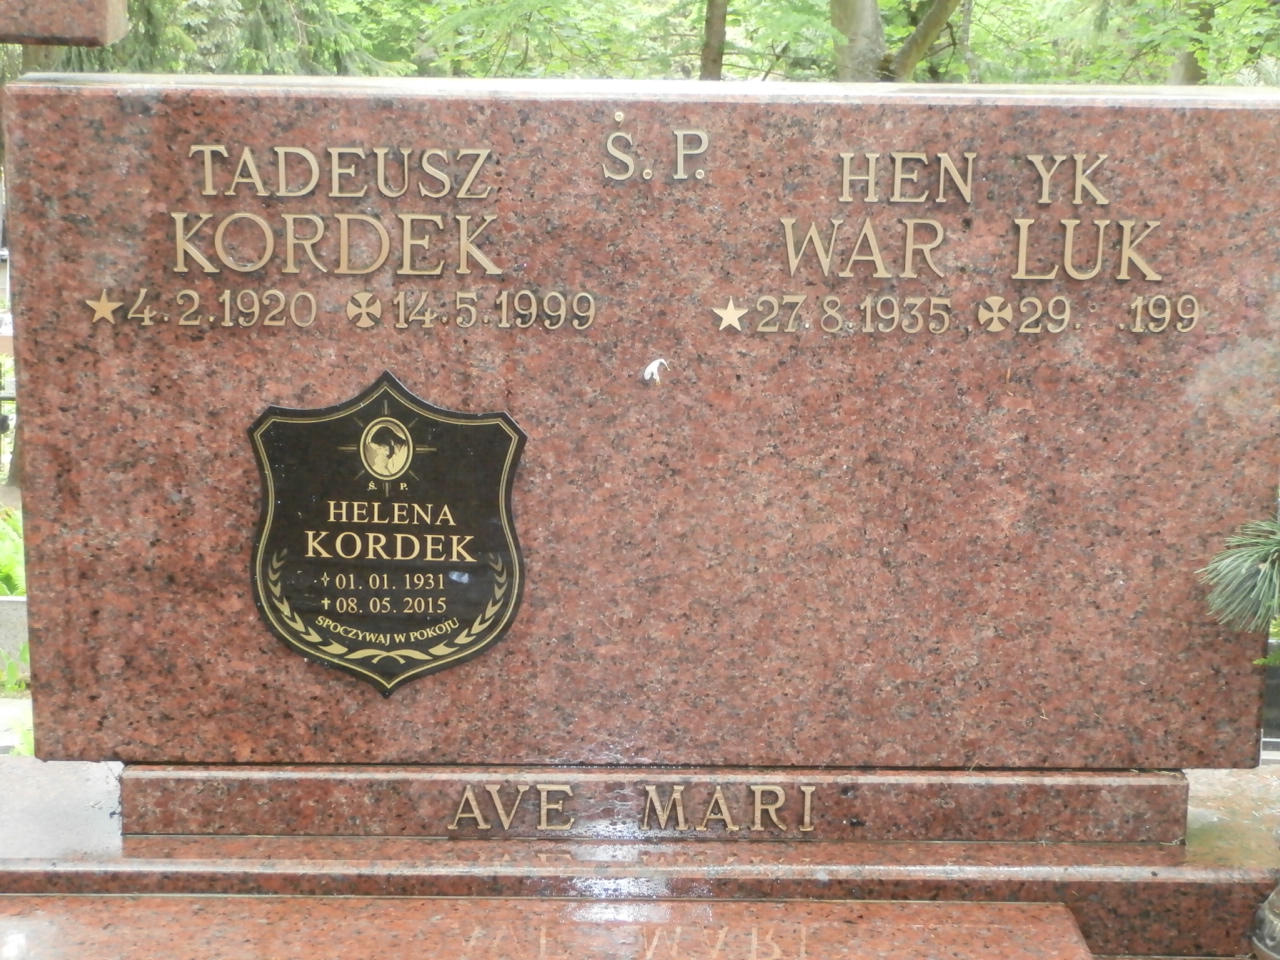 Ś. P.
TADEUSZ
KORDEK
4.2.1920 14.5.1999
HEN YK
WAR LUK
27.8.1935 29. .199
Ś. P.
HELENA
KORDEK
01.01.1931
08.05.2015
SPOCZYWAJ W POKOJU
AVE MARI